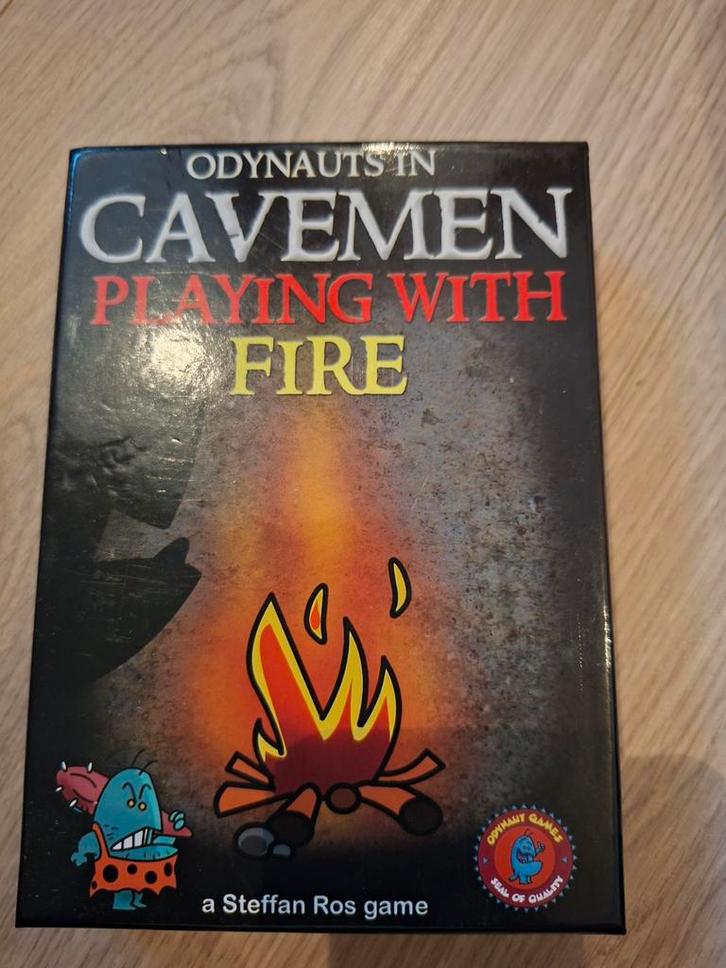 ODYNAUTS IN
CAVEMEN
PLAYING WITH
FIRE
a Steffan Ros game
ODYNAUT GAMES
SEAL OF QUALITY